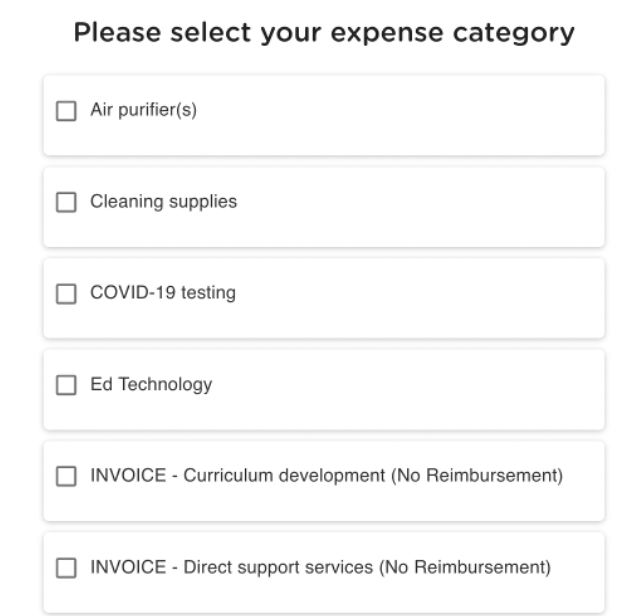 Please select your expense category
Air purifier(s)
Cleaning supplies
COVID-19 testing
Ed Technology
INVOICE - Curriculum development (No Reimbursement)
INVOICE - Direct support services (No Reimbursement)